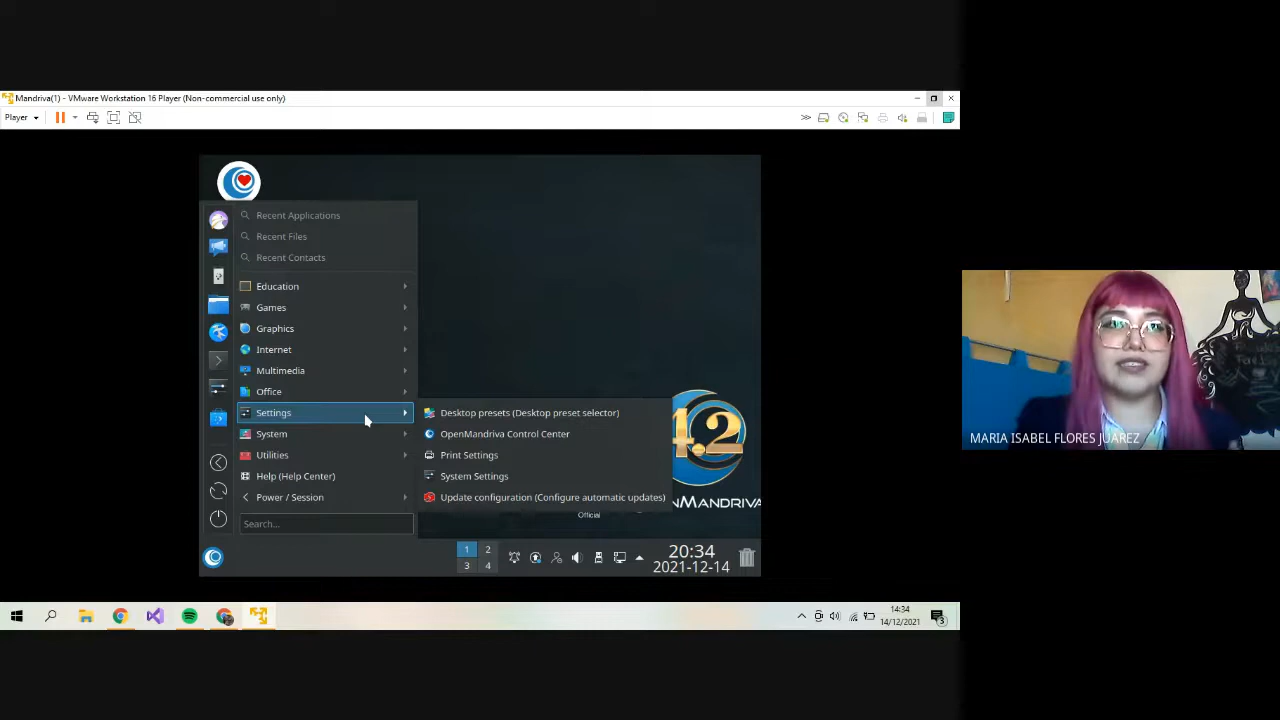 Mandriva(1) - VMware Workstation 16 Player (Non-commercial use only)
Player
Recent Applications
Recent Files
Recent Contacts
Education
Games
Graphics
Internet
Multimedia
Office
Settings
System
Utilities
Help (Help Center)
Power / Session
Search...
Desktop presets (Desktop preset selector)
OpenMandriva Control Center
Print Settings
System Settings
Update configuration (Configure automatic updates)
4.2
NMANDRIVA
Official
1 2
3 4
20:34
2021-12-14
14:34
14/12/2021
3
MARIA ISABEL FLORES JUAREZ